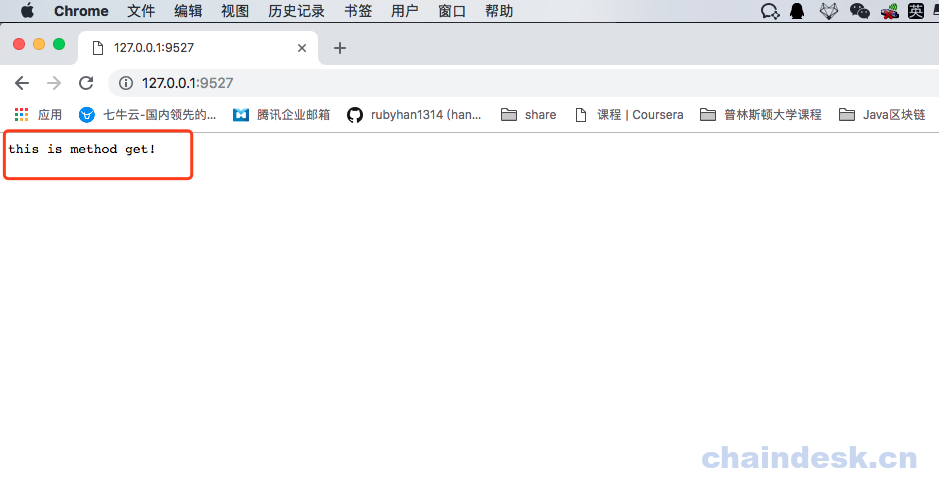 Chrome 文件 编辑 视图 历史记录 书签 用户 窗口 帮助 英
127.0.0.1:9527
127.0.0.1:9527
应用 七牛云-国内领先的... 腾讯企业邮箱 rubyhan1314 (han... share 课程 | Coursera 普林斯顿大学课程 Java区块链
this is method get!
chaindesk.cn